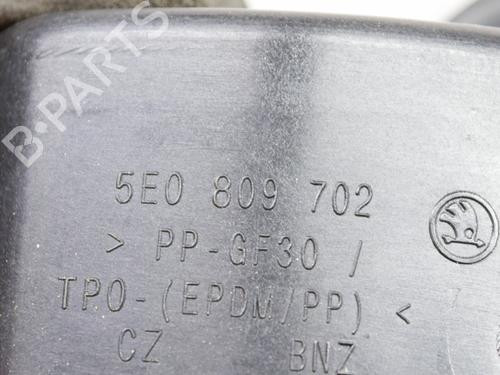 B-PARTS
5E0 809 702
> PP-GF30 /
TPO-(EPDM/PP) <
CZ BNZ